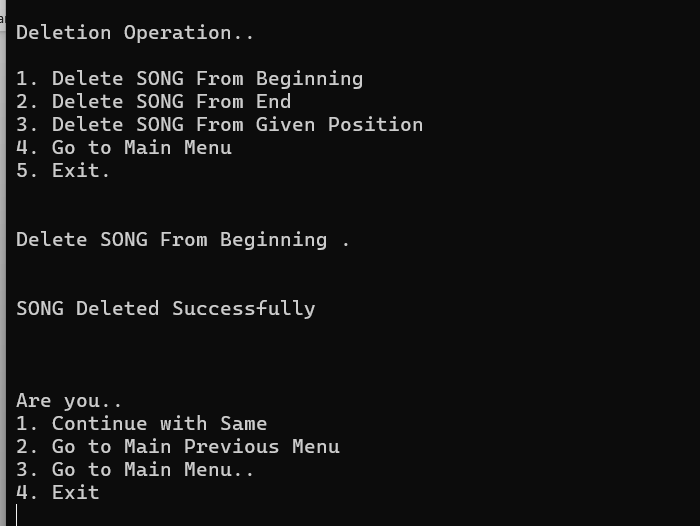 Deletion Operation..
1. Delete SONG From Beginning
2. Delete SONG From End
3. Delete SONG From Given Position
4. Go to Main Menu
5. Exit.
Delete SONG From Beginning .
SONG Deleted Successfully
Are you..
1. Continue with Same
2. Go to Main Previous Menu
3. Go to Main Menu..
4. Exit